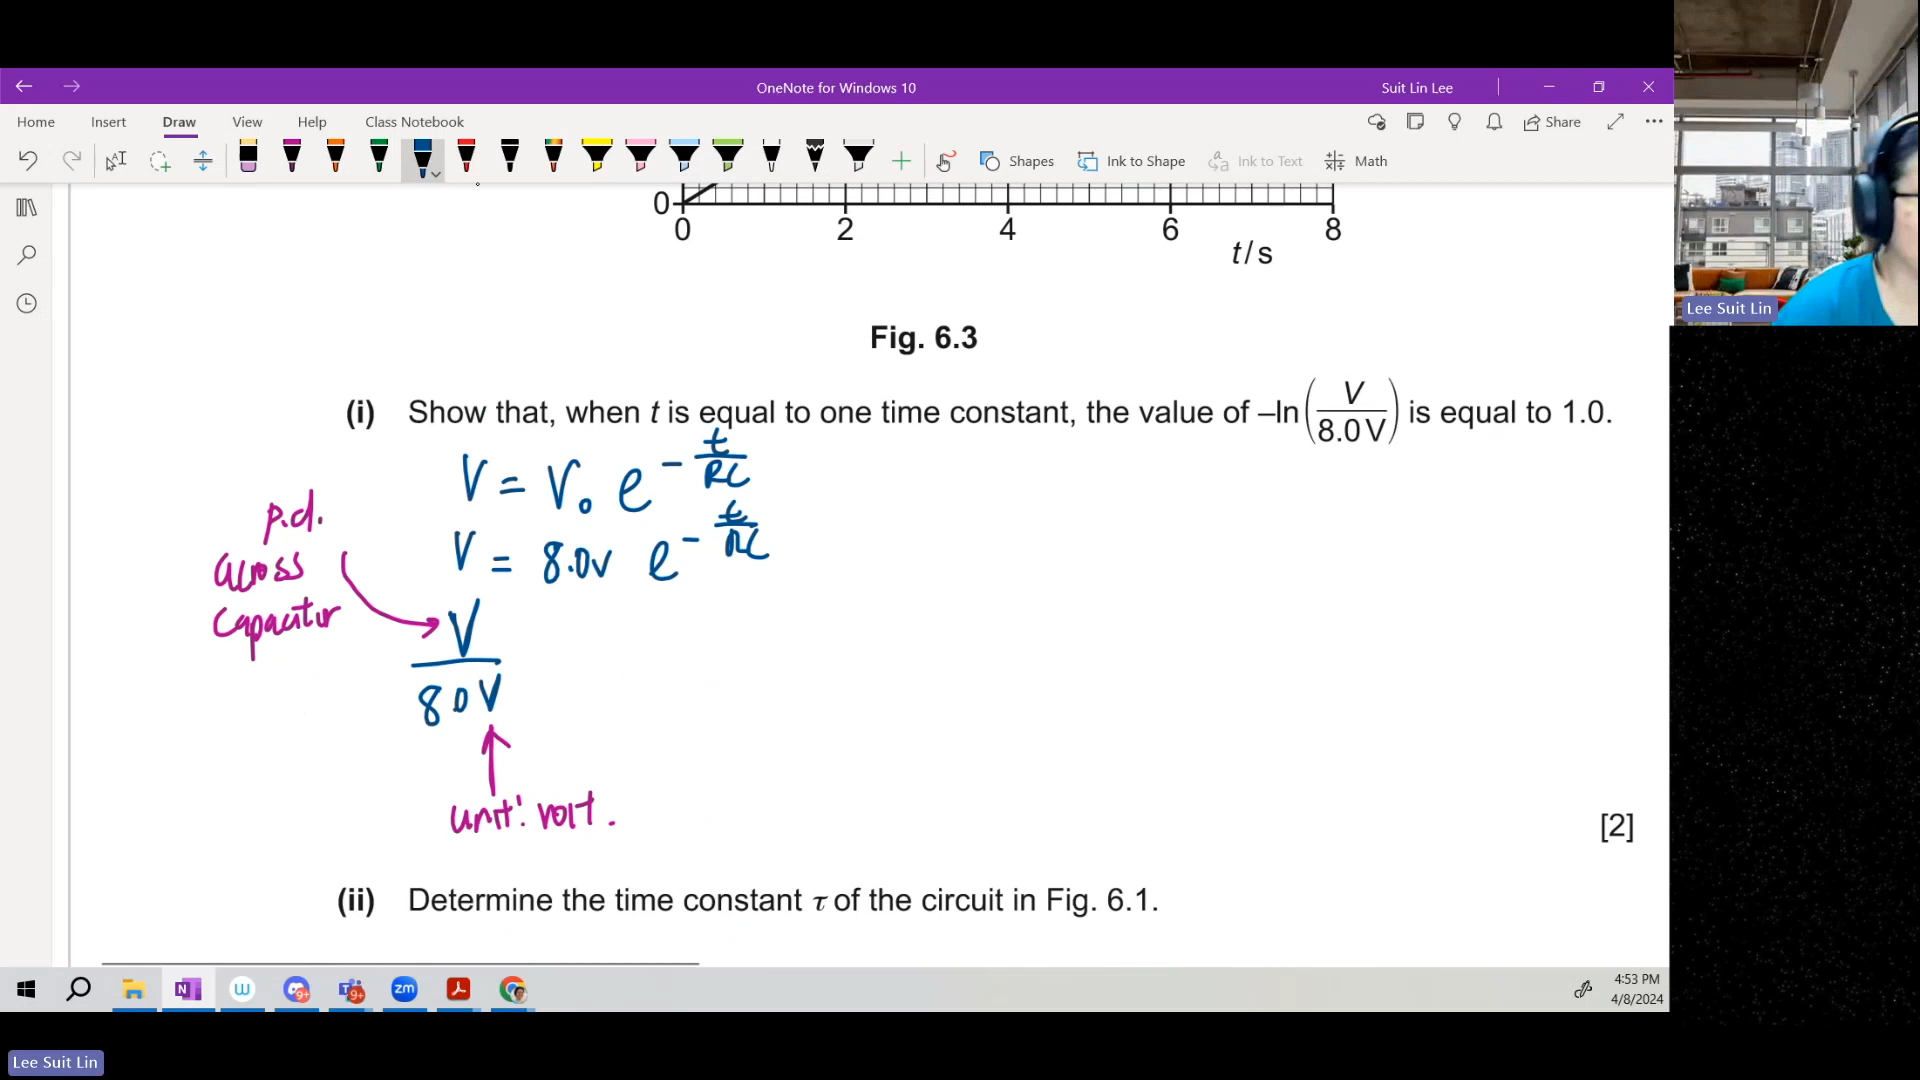 OneNote for Windows 10
Suit Lin Lee
Home Insert Draw View Help Class Notebook
Share
Shapes Ink to Shape Ink to Text Math
0
0 2 4 6 8
t / s
Fig. 6.3
(i) Show that, when t is equal to one time constant, the value of –ln(V/8.0 V) is equal to 1.0.
V = V₀ e^(-t/RC)
V = 8.0V e^(-t/RC)
p.d.
across
capacitor
V
8.0V
unit: volt.
[2]
(ii) Determine the time constant τ of the circuit in Fig. 6.1.
Lee Suit Lin
N W 9+ 9+ zm
4:53 PM
4/8/2024
Lee Suit Lin